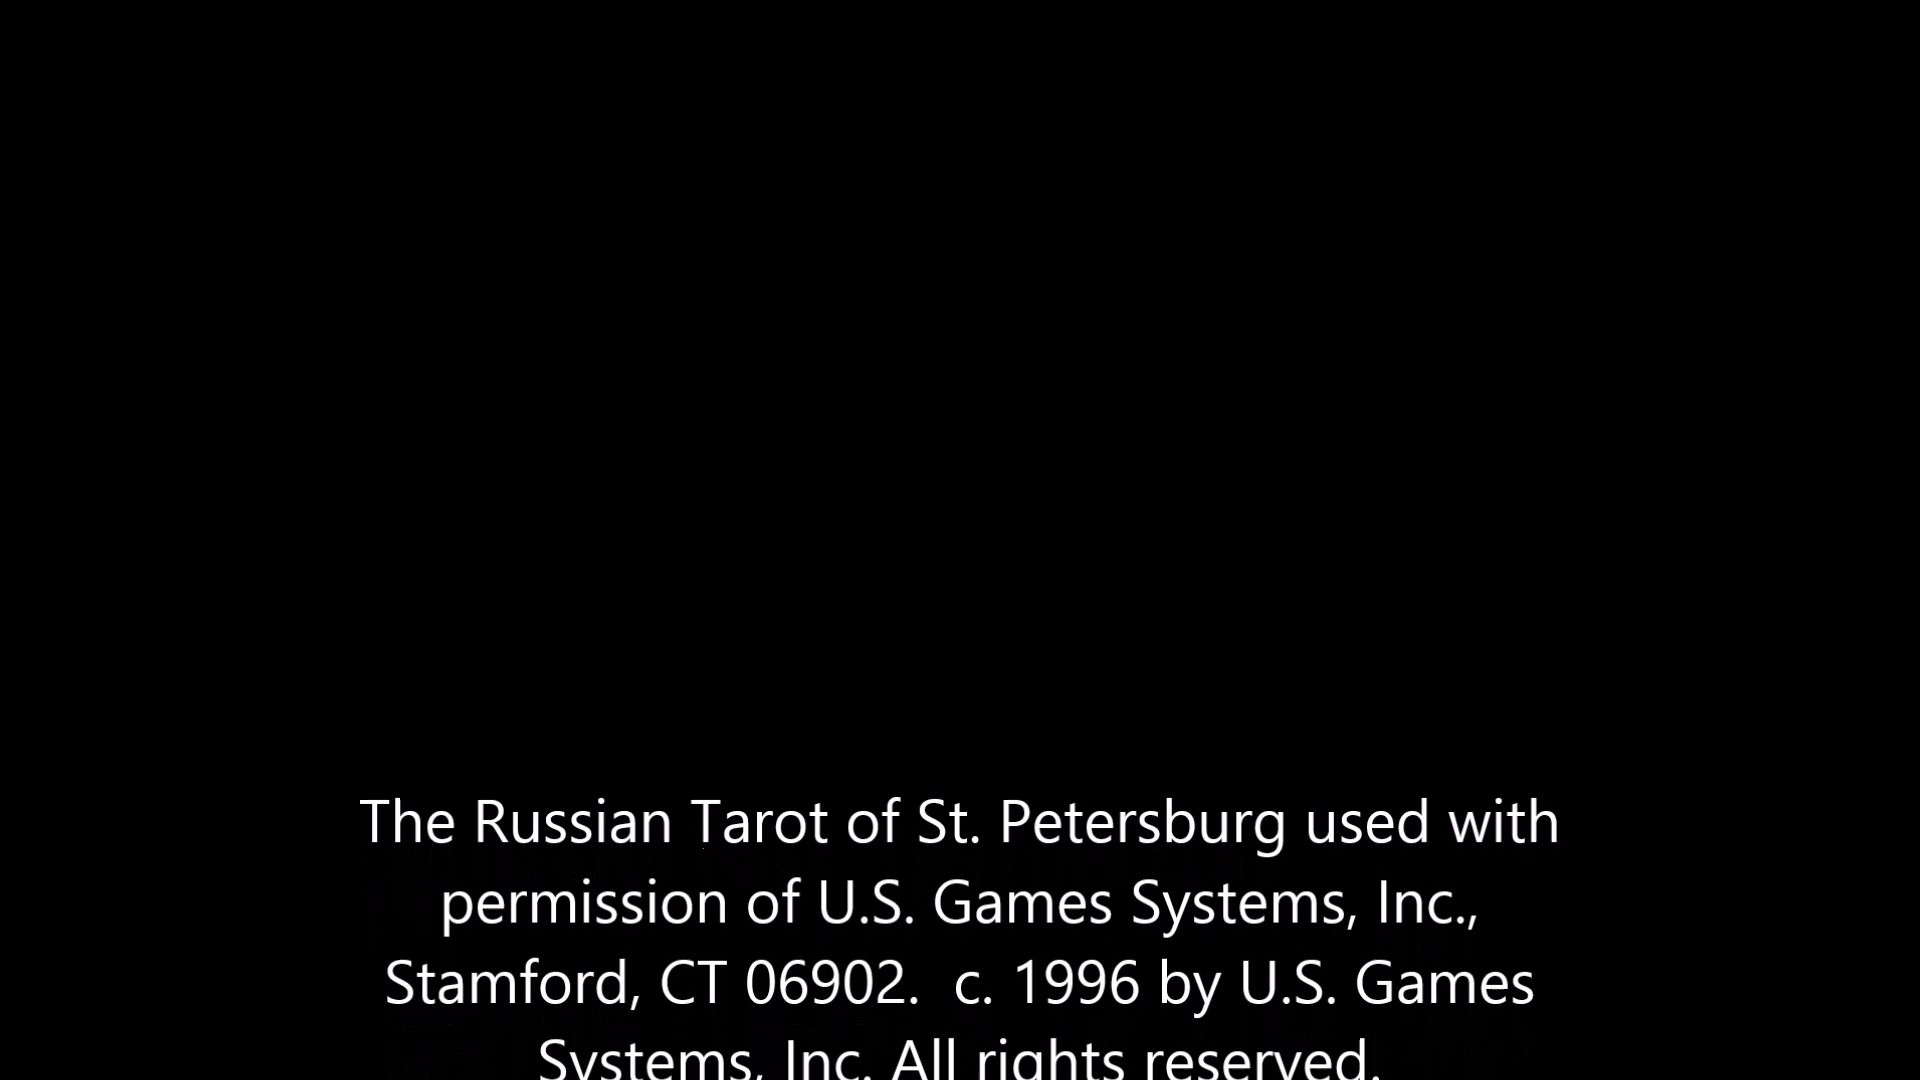 The Russian Tarot of St. Petersburg used with
permission of U.S. Games Systems, Inc.,
Stamford, CT 06902.  c. 1996 by U.S. Games
Systems, Inc. All rights reserved.